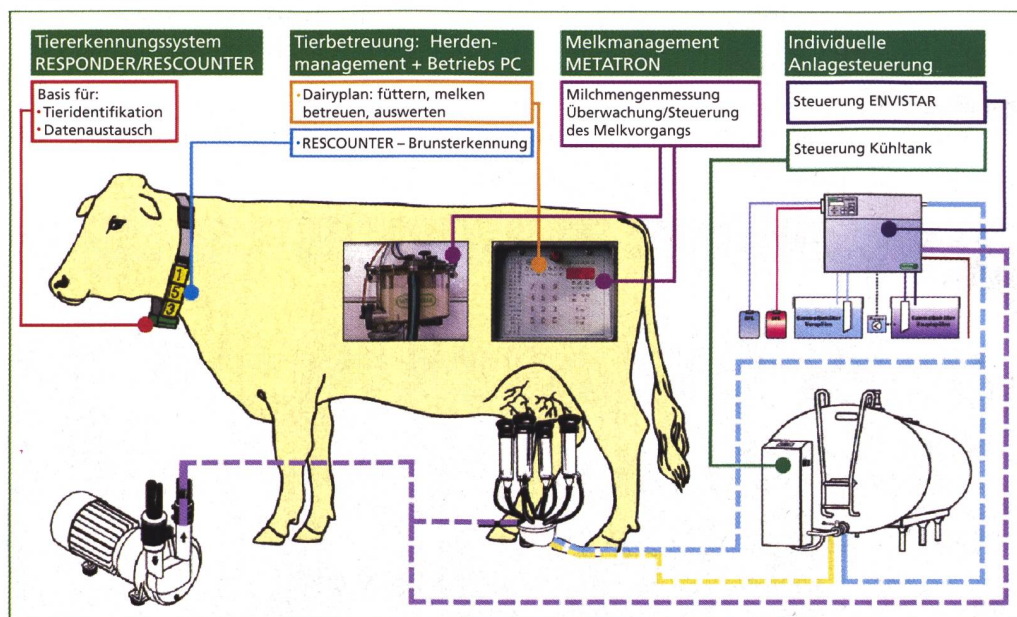 Tiererkennungssystem
RESPONDER/RESCOUNTER
Basis für:
• Tieridentifikation
• Datenaustausch
Tierbetreuung: Herden-
management + Betriebs PC
• Dairyplan: füttern, melken
betreuen, auswerten
• RESCOUNTER – Brunsterkennung
Melkmanagement
METATRON
Milchmengenmessung
Überwachung/Steuerung
des Melkvorgangs
Individuelle
Anlagesteuerung
Steuerung ENVISTAR
Steuerung Kühltank
1
5
3